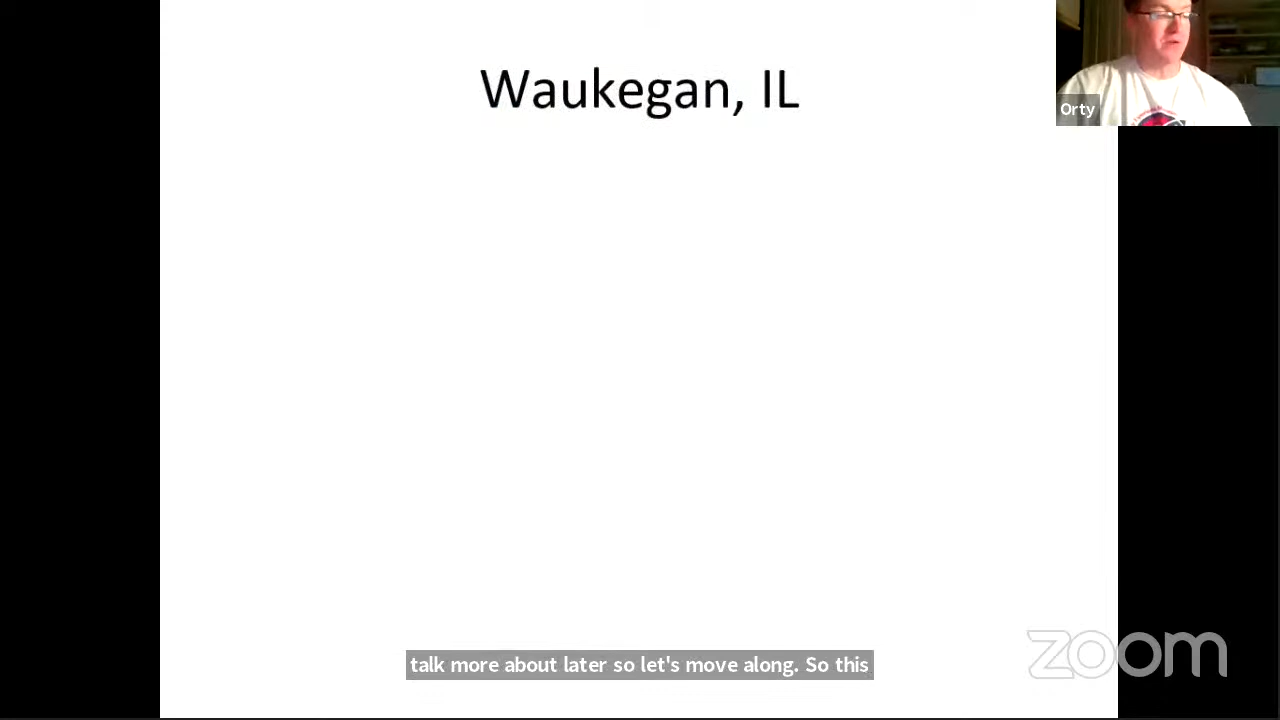 Waukegan, IL
Orty
talk more about later so let's move along. So this
zoom